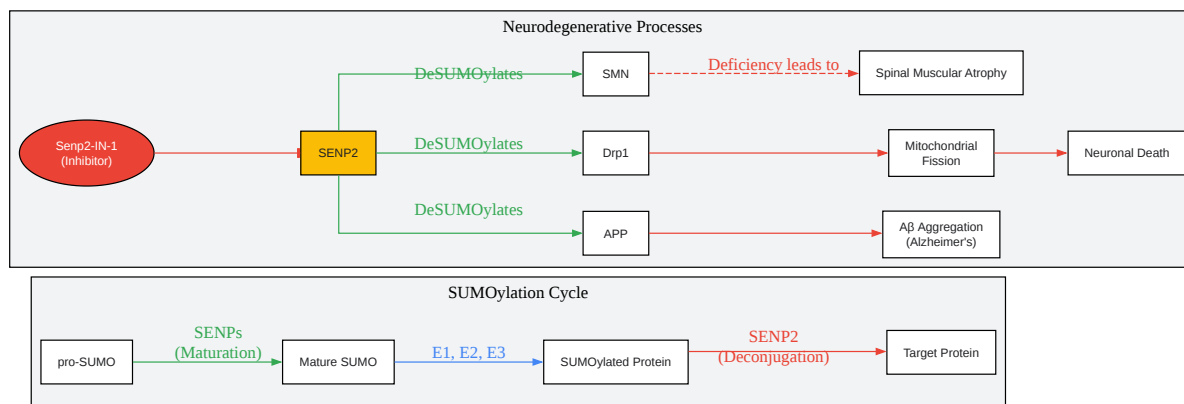 Neurodegenerative Processes
DeSUMOylates
SMN
Deficiency leads to
Spinal Muscular Atrophy
Senp2-IN-1
(Inhibitor)
SENP2
DeSUMOylates
Drp1
Mitochondrial
Fission
Neuronal Death
DeSUMOylates
APP
Aβ Aggregation
(Alzheimer's)
SUMOylation Cycle
pro-SUMO
SENPs
(Maturation)
Mature SUMO
E1, E2, E3
SUMOylated Protein
SENP2
(Deconjugation)
Target Protein